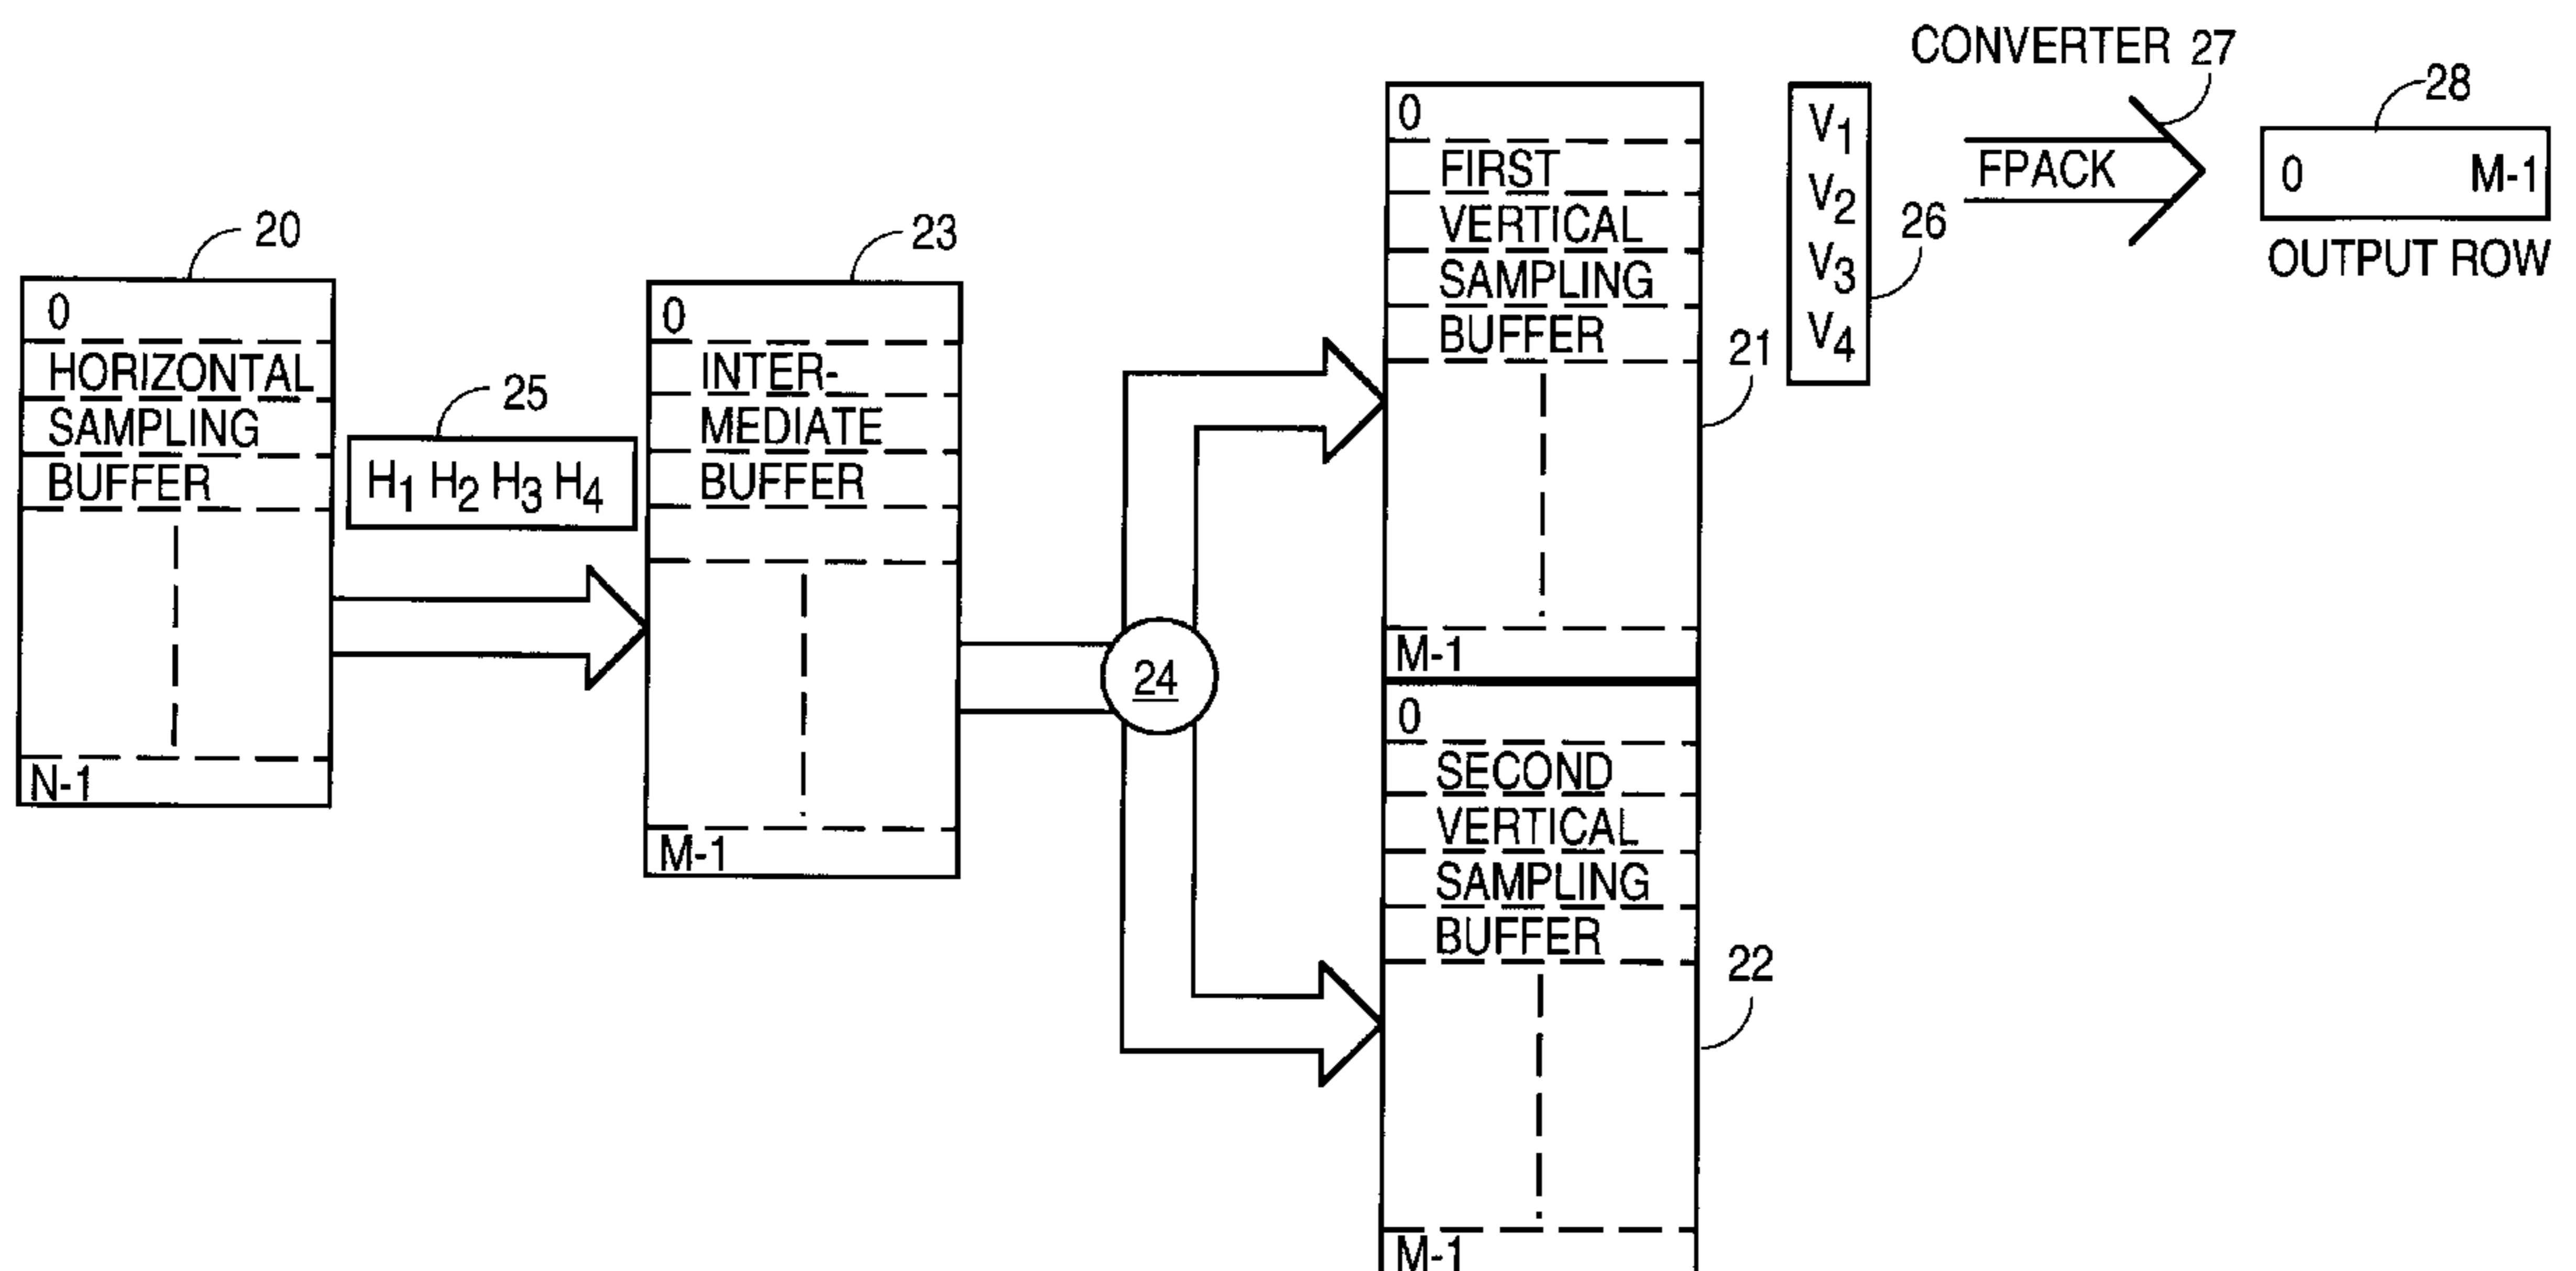 20
0
HORIZONTAL
SAMPLING
BUFFER
N-1
25
H1 H2 H3 H4
23
0
INTER-
MEDIATE
BUFFER
M-1
24
0
FIRST
VERTICAL
SAMPLING
BUFFER
M-1
21
0
SECOND
VERTICAL
SAMPLING
BUFFER
M-1
22
V1
V2
V3
V4
26
CONVERTER 27
FPACK
28
0 M-1
OUTPUT ROW